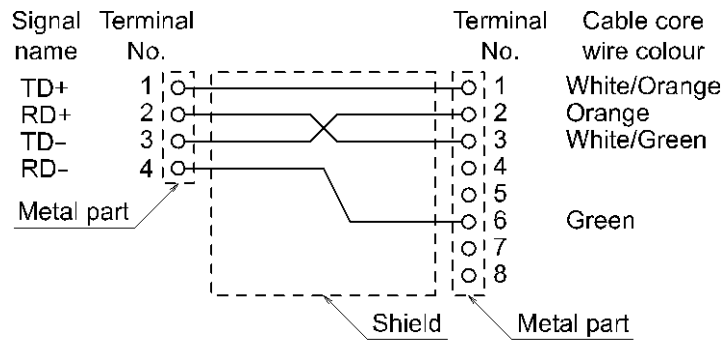 Signal Terminal Terminal Cable core
name No. No. wire colour
TD+ 1 1 White/Orange
RD+ 2 2 Orange
TD− 3 3 White/Green
RD− 4 4
5
Metal part 6 Green
7
8
Shield Metal part